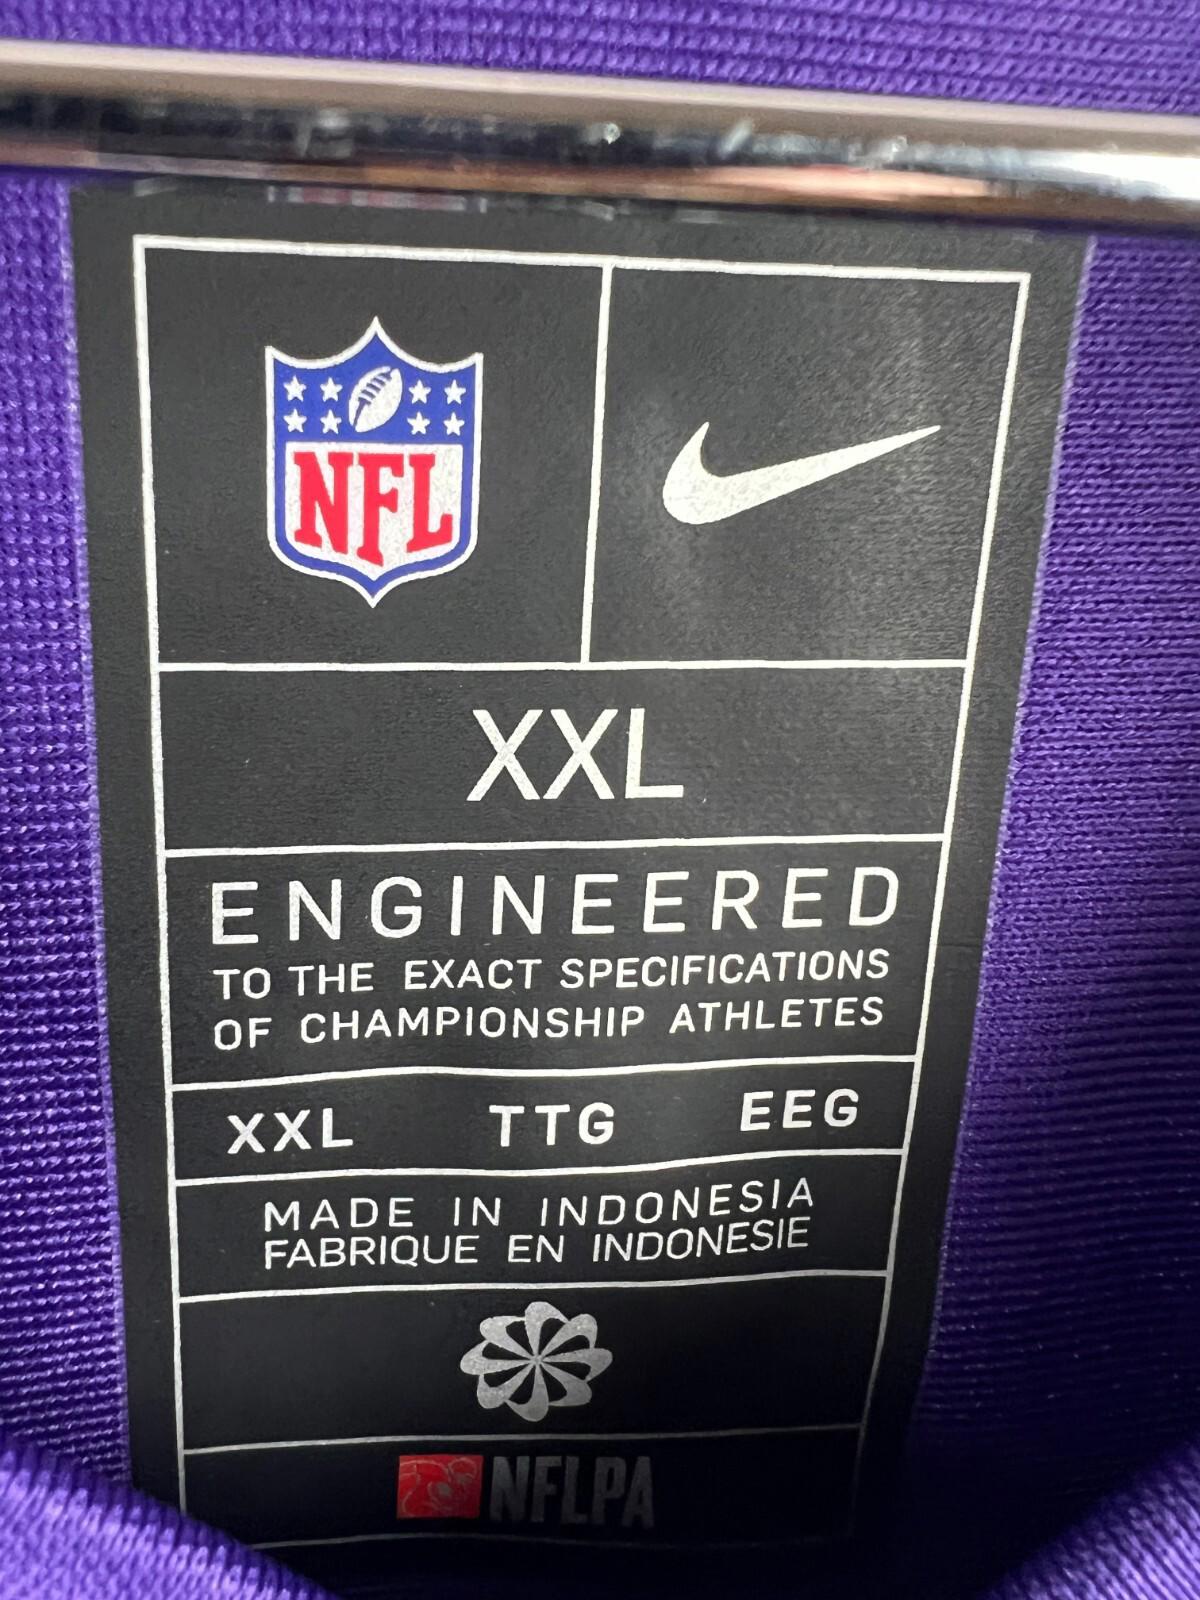 NFL
XXL
ENGINEERED
TO THE EXACT SPECIFICATIONS
OF CHAMPIONSHIP ATHLETES
XXL TTG EEG
MADE IN INDONESIA
FABRIQUE EN INDONESIE
NFLPA